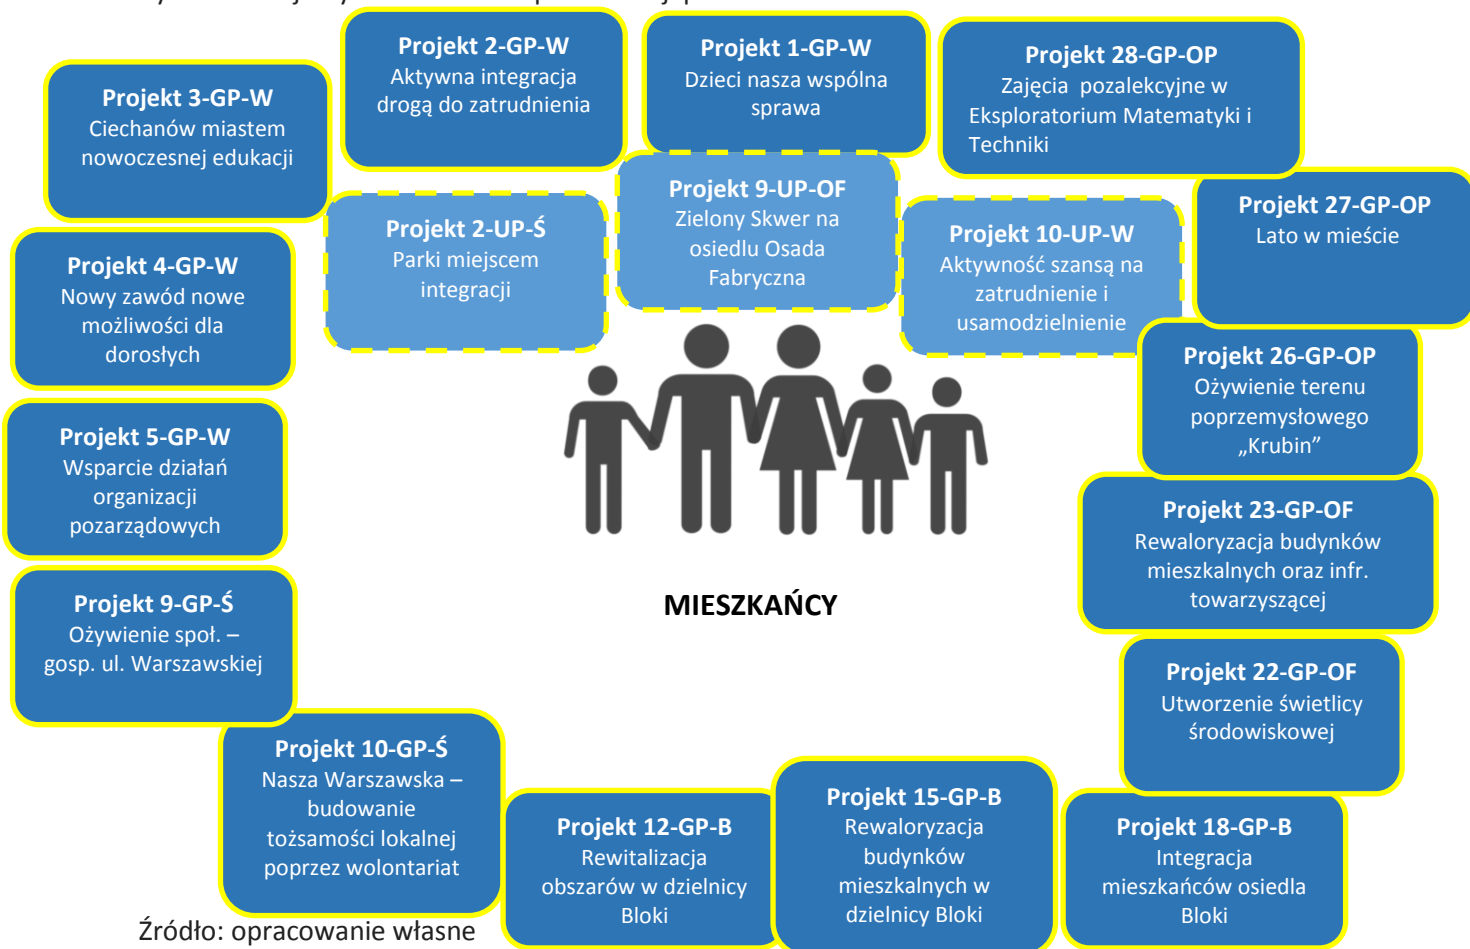 Projekt 2-GP-W
Aktywna integracja
drogą do zatrudnienia
Projekt 1-GP-W
Dzieci nasza wspólna
sprawa
Projekt 28-GP-OP
Zajęcia pozalekcyjne w
Eksploratorium Matematyki i
Techniki
Projekt 3-GP-W
Ciechanów miastem
nowoczesnej edukacji
Projekt 9-UP-OF
Zielony Skwer na
osiedlu Osada
Fabryczna
Projekt 2-UP-Ś
Parki miejscem
integracji
Projekt 10-UP-W
Aktywność szansą na
zatrudnienie i
usamodzielnienie
Projekt 27-GP-OP
Lato w mieście
Projekt 4-GP-W
Nowy zawód nowe
możliwości dla
dorosłych
Projekt 26-GP-OP
Ożywienie terenu
poprzemysłowego
„Krubin”
Projekt 5-GP-W
Wsparcie działań
organizacji
pozarządowych
Projekt 23-GP-OF
Rewaloryzacja budynków
mieszkalnych oraz infr.
towarzyszącej
Projekt 9-GP-Ś
Ożywienie społ. –
gosp. ul. Warszawskiej
MIESZKAŃCY
Projekt 22-GP-OF
Utworzenie świetlicy
środowiskowej
Projekt 10-GP-Ś
Nasza Warszawska –
budowanie
tożsamości lokalnej
poprzez wolontariat
Projekt 12-GP-B
Rewitalizacja
obszarów w dzielnicy
Bloki
Projekt 15-GP-B
Rewaloryzacja
budynków
mieszkalnych w
dzielnicy Bloki
Projekt 18-GP-B
Integracja
mieszkańców osiedla
Bloki
Źródło: opracowanie własne